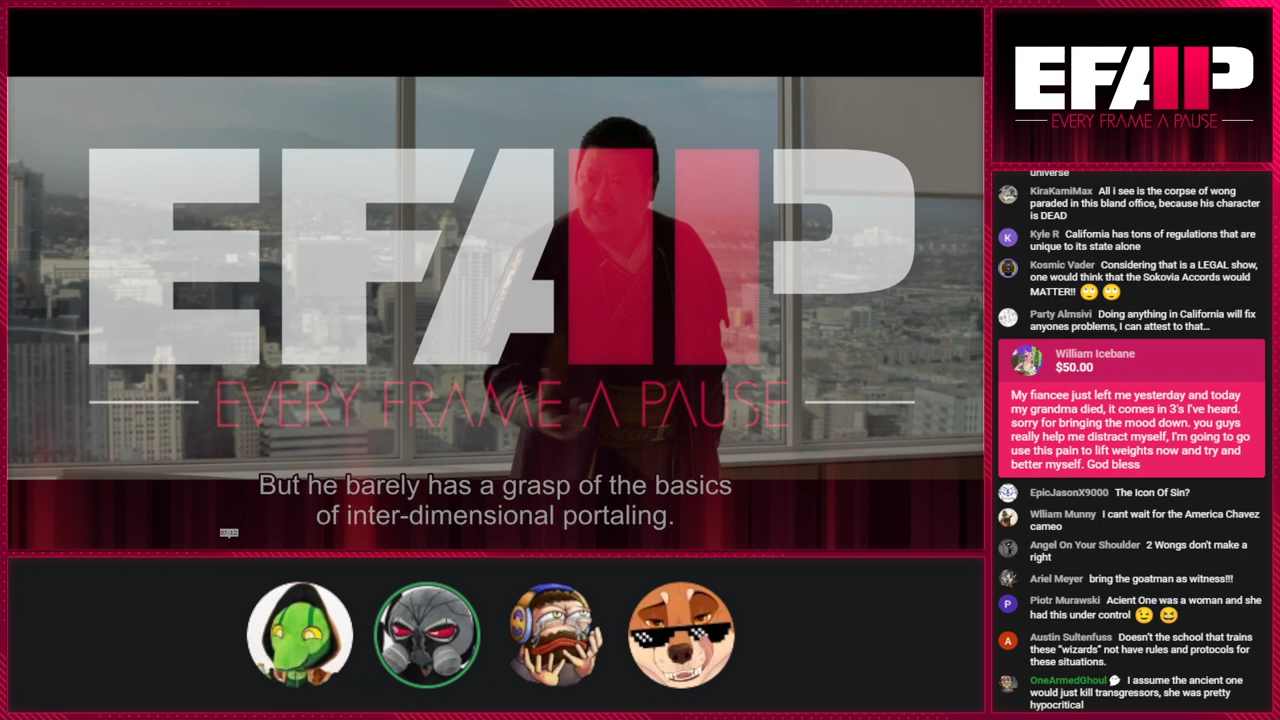 EFAP
EVERY FRAME A PAUSE
But he barely has a grasp of the basics
of inter-dimensional portaling.
07:12
EFAP
EVERY FRAME A PAUSE
universe
KiraKamiMax All i see is the corpse of wong
paraded in this bland office, because his character
is DEAD
K
Kyle R California has tons of regulations that are
unique to its state alone
Kosmic Vader Considering that is a LEGAL show,
one would think that the Sokovia Accords would
MATTER!! 🙄 🙄
Party Almsivi Doing anything in California will fix
anyones problems, I can attest to that...
William Icebane
$50.00
My fiancee just left me yesterday and today
my grandma died, it comes in 3's I've heard.
sorry for bringing the mood down. you guys
really help me distract myself, I'm going to go
use this pain to lift weights now and try and
better myself. God bless
EpicJasonX9000 The Icon Of Sin?
Wlliam Munny I cant wait for the America Chavez
cameo
Angel On Your Shoulder 2 Wongs don't make a
right
Ariel Meyer bring the goatman as witness!!!
P
Piotr Murawski Acient One was a woman and she
had this under control 😉 😆
A
Austin Sultenfuss Doesn't the school that trains
these “wizards” not have rules and protocols for
these situations.
OneArmedGhoul I assume the ancient one
would just kill transgressors, she was pretty
hypocritical